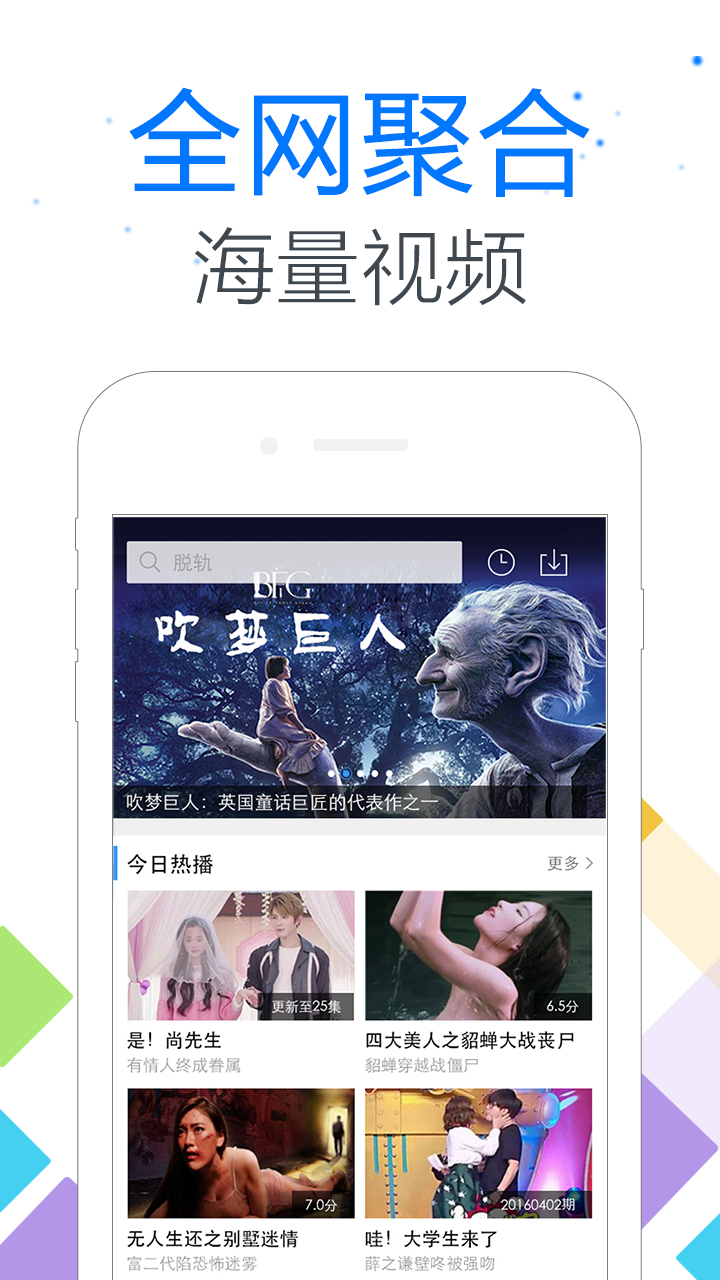 全网聚合
海量视频
脱轨
BFG
吹梦巨人
吹梦巨人：英国童话巨匠的代表作之一
今日热播
更多
更新至25集
6.5分
是！尚先生
四大美人之貂蝉大战丧尸
有情人终成眷属
貂蝉穿越战僵尸
7.0分
20160402期
无人生还之别墅迷情
哇！大学生来了
富二代陷恐怖迷雾
薛之谦壁咚被强吻